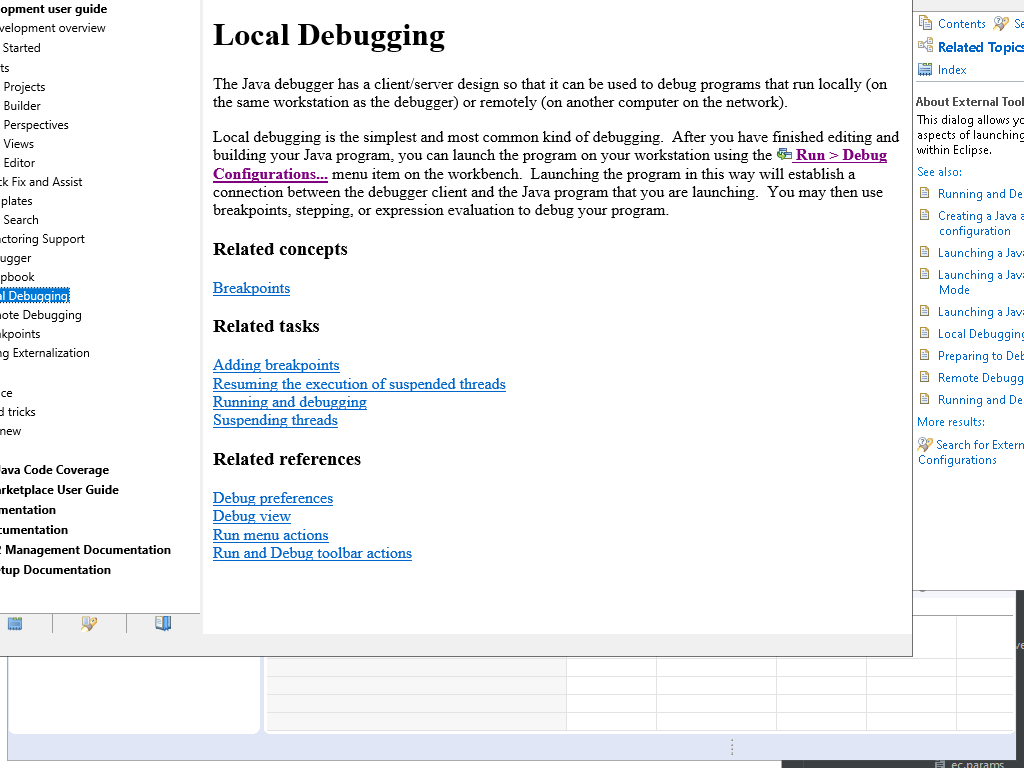 opment user guide
velopment overview
Started
ts
Projects
Builder
Perspectives
Views
Editor
ck Fix and Assist
plates
Search
actoring Support
ugger
pbook
al Debugging
note Debugging
akpoints
ng Externalization
ce
d tricks
new
Java Code Coverage
arketplace User Guide
mentation
cumentation
2 Management Documentation
etup Documentation
Local Debugging
The Java debugger has a client/server design so that it can be used to debug programs that run locally (on
the same workstation as the debugger) or remotely (on another computer on the network).
Local debugging is the simplest and most common kind of debugging.  After you have finished editing and
building your Java program, you can launch the program on your workstation using the Run > Debug
Configurations... menu item on the workbench.  Launching the program in this way will establish a
connection between the debugger client and the Java program that you are launching.  You may then use
breakpoints, stepping, or expression evaluation to debug your program.
Related concepts
Breakpoints
Related tasks
Adding breakpoints
Resuming the execution of suspended threads
Running and debugging
Suspending threads
Related references
Debug preferences
Debug view
Run menu actions
Run and Debug toolbar actions
Contents Se
Related Topics
Index
About External Tool
This dialog allows yo
aspects of launching
within Eclipse.
See also:
Running and De
Creating a Java a
configuration
Launching a Java
Launching a Java
Mode
Launching a Java
Local Debugging
Preparing to Deb
Remote Debugg
Running and De
More results:
Search for Extern
Configurations
ve
ec.params